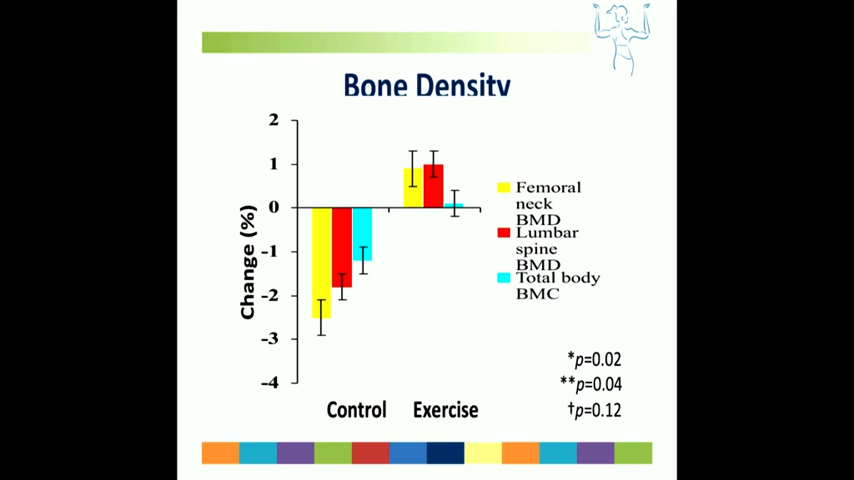 Bone Density
2
1
0
-1
-2
-3
-4
Change (%)
Control
Exercise
Femoral
neck
BMD
Lumbar
spine
BMD
Total body
BMC
*p=0.02
**p=0.04
†p=0.12